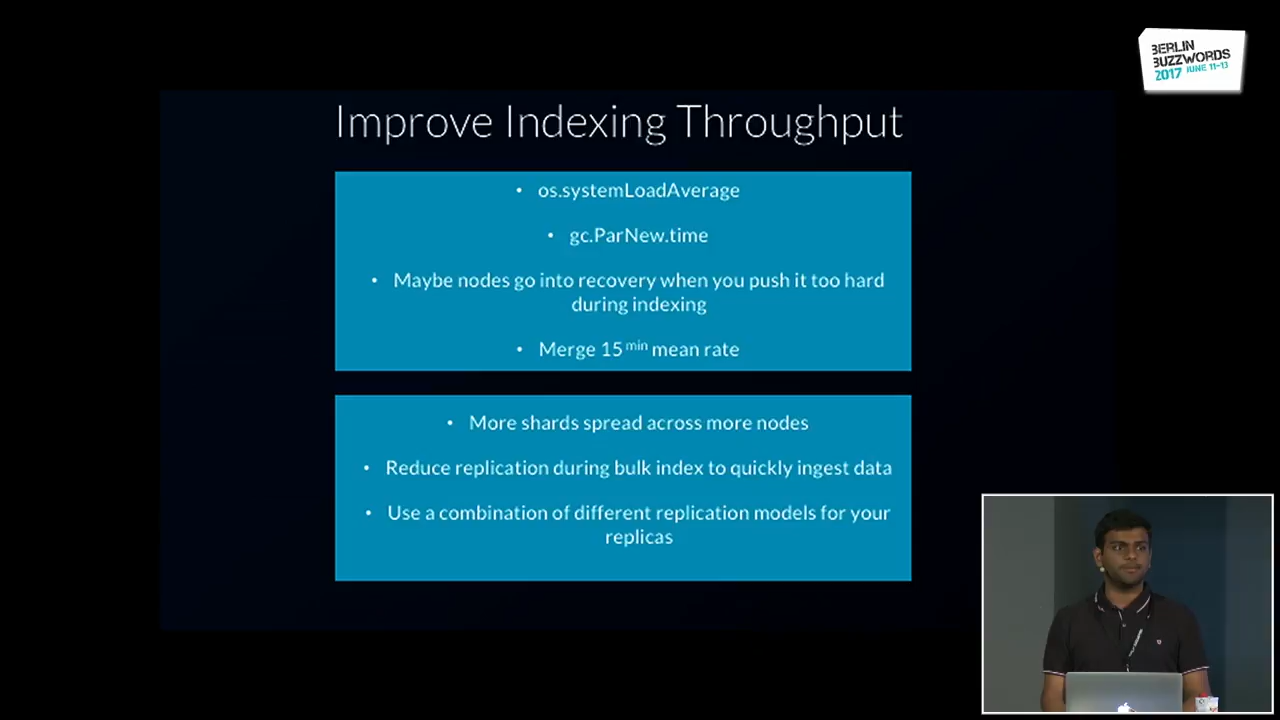 BERLIN
BUZZWORDS
2017 JUNE 11-13
Improve Indexing Throughput
• os.systemLoadAverage
• gc.ParNew.time
• Maybe nodes go into recovery when you push it too hard
during indexing
• Merge 15 min mean rate
• More shards spread across more nodes
• Reduce replication during bulk index to quickly ingest data
• Use a combination of different replication models for your
replicas